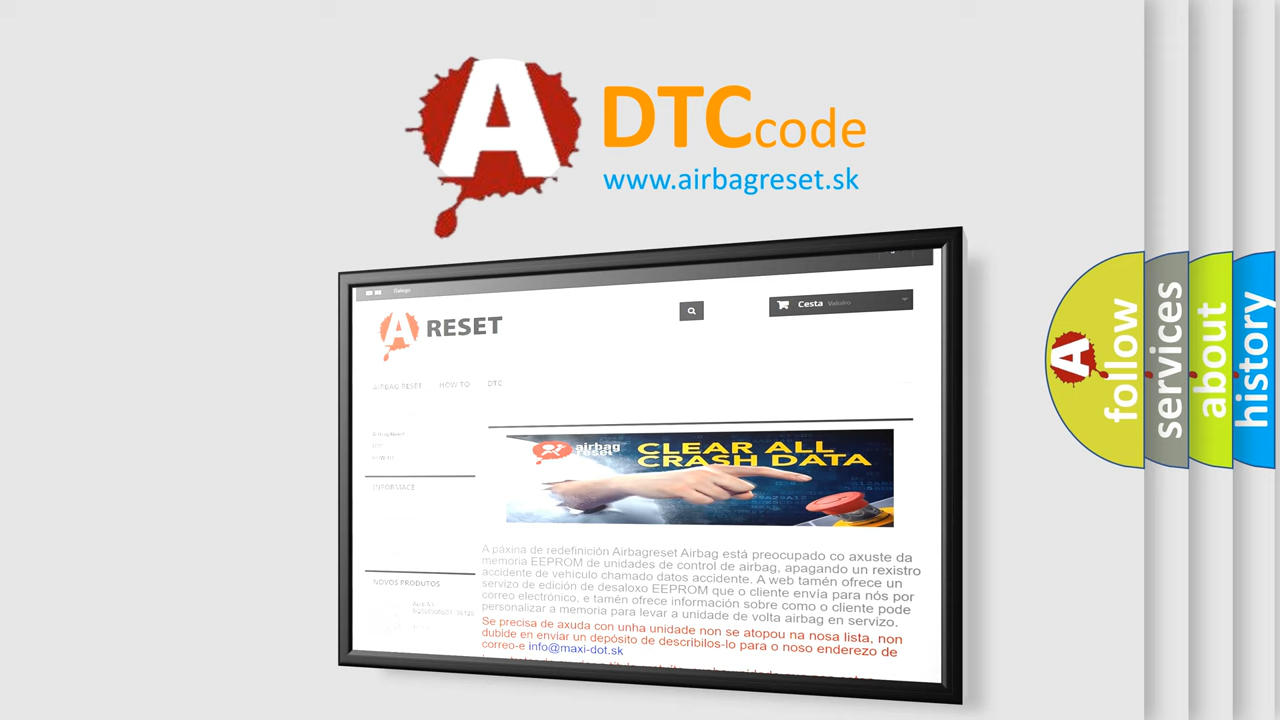 A DTC code
www.airbagreset.sk
Galego
A RESET
Cesta Valeiro
AIRBAG RESET HOW TO DTC
INFORMACE
NOVOS PRODUTOS
airbag
reset
CLEAR ALL
CRASH DATA
A páxina de redefinición Airbagreset Airbag está preocupado co axuste da
memoria EEPROM de unidades de control de airbag, apagando un rexistro
accidente de vehículo chamado datos accidente. A web tamén ofrece un
servizo de edición de desaloxo EEPROM que o cliente envía para nós por
correo electrónico, e tamén ofrece información sobre como o cliente pode
personalizar a memoria para levar a unidade de volta airbag en servizo.
Se precisa de axuda con unha unidade non se atopou na nosa lista, non
dubide en enviar un depósito de describilos-lo para o noso enderezo de
correo-e info@maxi-dot.sk
A
follow
services
about
history